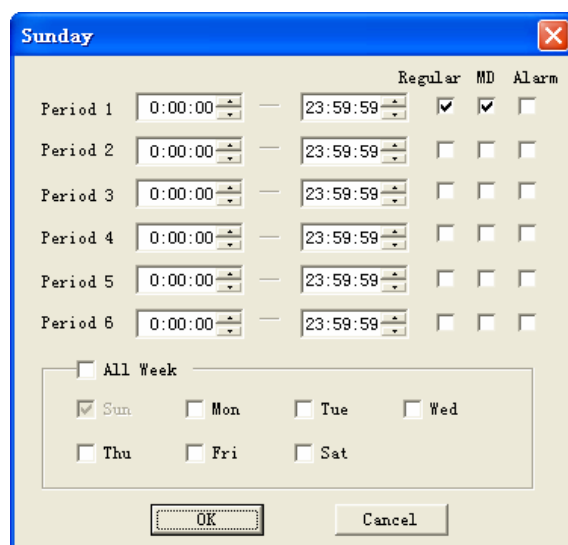 Sunday
Regular MD Alarm
Period 1 0:00:00 — 23:59:59
Period 2 0:00:00 — 23:59:59
Period 3 0:00:00 — 23:59:59
Period 4 0:00:00 — 23:59:59
Period 5 0:00:00 — 23:59:59
Period 6 0:00:00 — 23:59:59
All Week
Sun Mon Tue Wed
Thu Fri Sat
OK Cancel